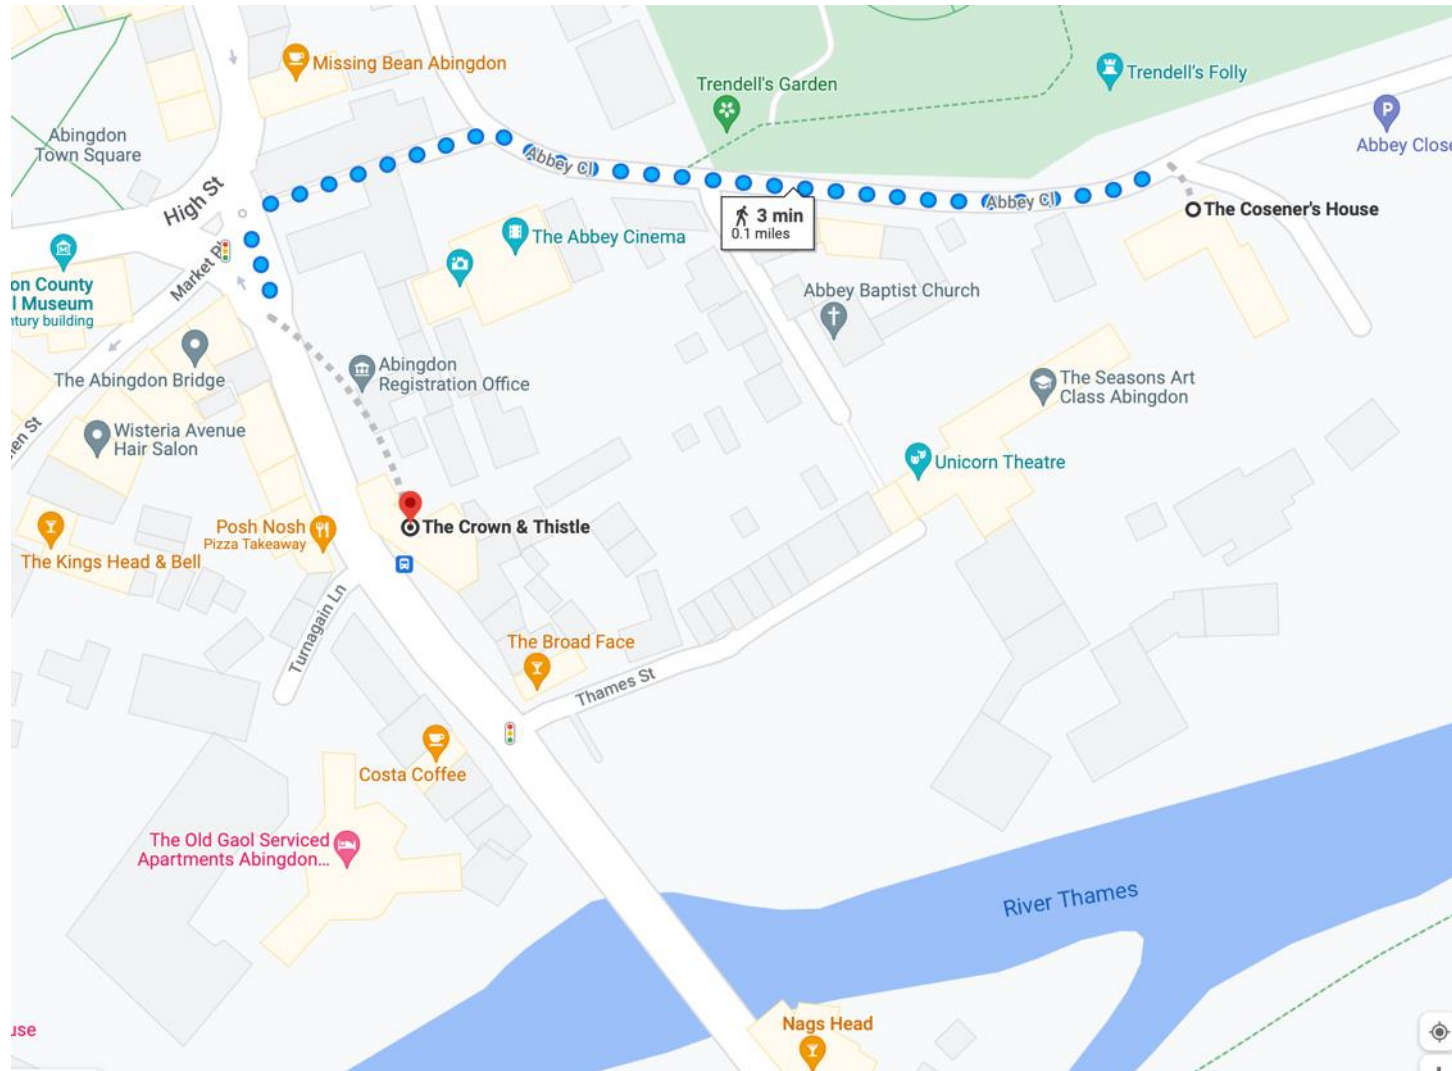 Missing Bean Abingdon
Trendell's Garden
Trendell's Folly
P
Abbey Close
Abingdon
Town Square
Abbey Cl
High St
3 min
0.1 miles
Abbey Cl
The Cosener's House
The Abbey Cinema
Market Pl
on County
l Museum
ntury building
Abbey Baptist Church
Abingdon
Registration Office
The Abingdon Bridge
The Seasons Art
Class Abingdon
Wisteria Avenue
Hair Salon
en St
Unicorn Theatre
Posh Nosh
Pizza Takeaway
The Crown & Thistle
The Kings Head & Bell
Turnagain Ln
The Broad Face
Thames St
Costa Coffee
The Old Gaol Serviced
Apartments Abingdon...
River Thames
Nags Head
use